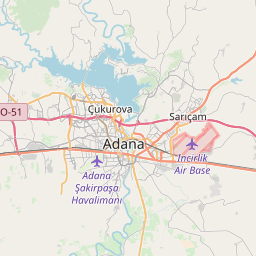 O-51
Çukurova
Sarıçam
Adana
İncirlik
Air Base
Adana
Şakirpaşa
Havalimanı